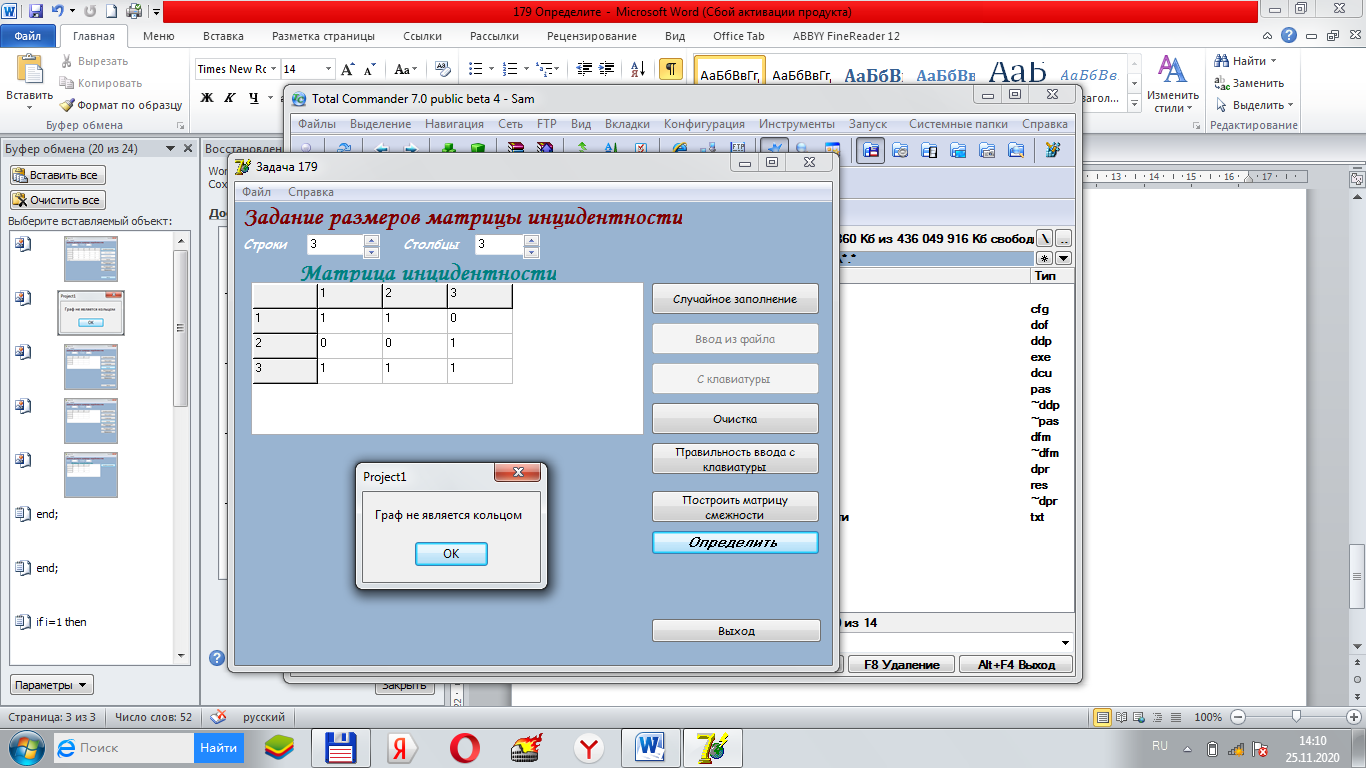 179 Определите - Microsoft Word (Сбой активации продукта)
Файл Главная Меню Вставка Разметка страницы Ссылки Рассылки Рецензирование Вид Office Tab ABBYY FineReader 12
Вставить
Вырезать
Копировать
Формат по образцу
Буфер обмена
Times New Ro 14
Ж К Ч
АаБбВвГг, АаБбВвГг, АаБбВ АаБбВв АаБ АаБбВв.
Изменить стили
Найти
Заменить
Выделить
Редактирование
Total Commander 7.0 public beta 4 - Sam
Файлы Выделение Навигация Сеть FTP Вид Вкладки Конфигурация Инструменты Запуск Системные папки Справка
Буфер обмена (20 из 24)
Вставить все
Очистить все
Выберите вставляемый объект:
Project1
Граф не является кольцом
OK
end;
end;
if i=1 then
Параметры
Задача 179
Файл Справка
Задание размеров матрицы инцидентности
Строки 3 Столбцы 3
Матрица инцидентности
1 2 3
1 1 1 0
2 0 0 1
3 1 1 1
Случайное заполнение
Ввод из файла
С клавиатуры
Очистка
Правильность ввода с
клавиатуры
Построить матрицу
смежности
Определить
Выход
Project1
Граф не является кольцом
OK
360 Кб из 436 049 916 Кб свобод
\ ..
*.*
Тип
cfg
dof
ddp
exe
dcu
pas
~ddp
~pas
dfm
~dfm
dpr
res
~dpr
txt
из 14
F8 Удаление Alt+F4 Выход
Закрыть
13 14 15 16 17
Страница: 3 из 3 Число слов: 52 русский 100%
Поиск Найти
RU 14:10
25.11.2020